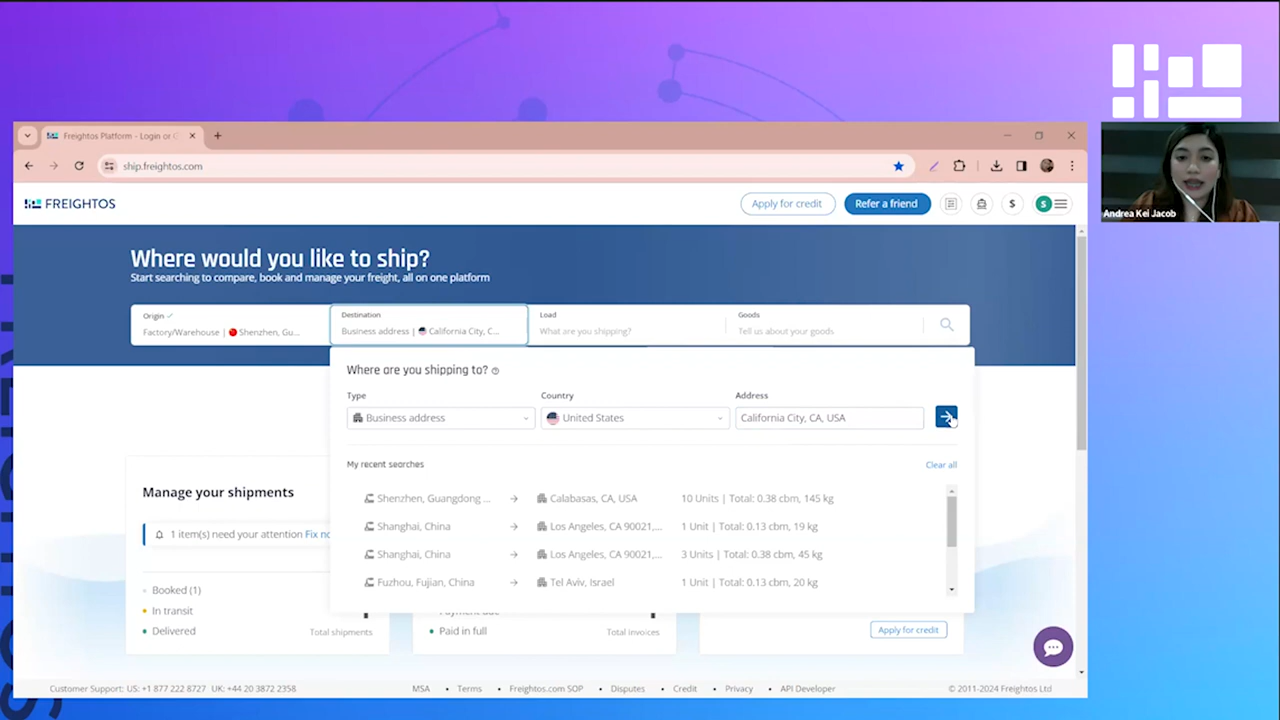 Freightos Platform - Login or C
ship.freightos.com
Andrea Kei Jacob
FREIGHTOS
Apply for credit
Refer a friend
$
S
Where would you like to ship?
Start searching to compare, book and manage your freight, all on one platform
Origin
Destination
Load
Goods
Factory/Warehouse | Shenzhen, Gu...
Business address | California City, C...
What are you shipping?
Tell us about your goods
Where are you shipping to?
Type
Country
Address
Business address
United States
California City, CA, USA
My recent searches
Clear all
Shenzhen, Guangdong ... → Calabasas, CA, USA 10 Units | Total: 0.38 cbm, 145 kg
Shanghai, China → Los Angeles, CA 90021,... 1 Unit | Total: 0.13 cbm, 19 kg
Shanghai, China → Los Angeles, CA 90021,... 3 Units | Total: 0.38 cbm, 45 kg
Fuzhou, Fujian, China → Tel Aviv, Israel 1 Unit | Total: 0.13 cbm, 20 kg
Manage your shipments
1 item(s) need your attention Fix no
Booked (1)
In transit
Delivered
Total shipments
Paid in full
Total invoices
Apply for credit
Customer Support: US: +1 877 222 8727 UK: +44 20 3872 2358
MSA • Terms • Freightos.com SOP • Disputes • Credit • Privacy • API Developer
© 2011-2024 Freightos Ltd